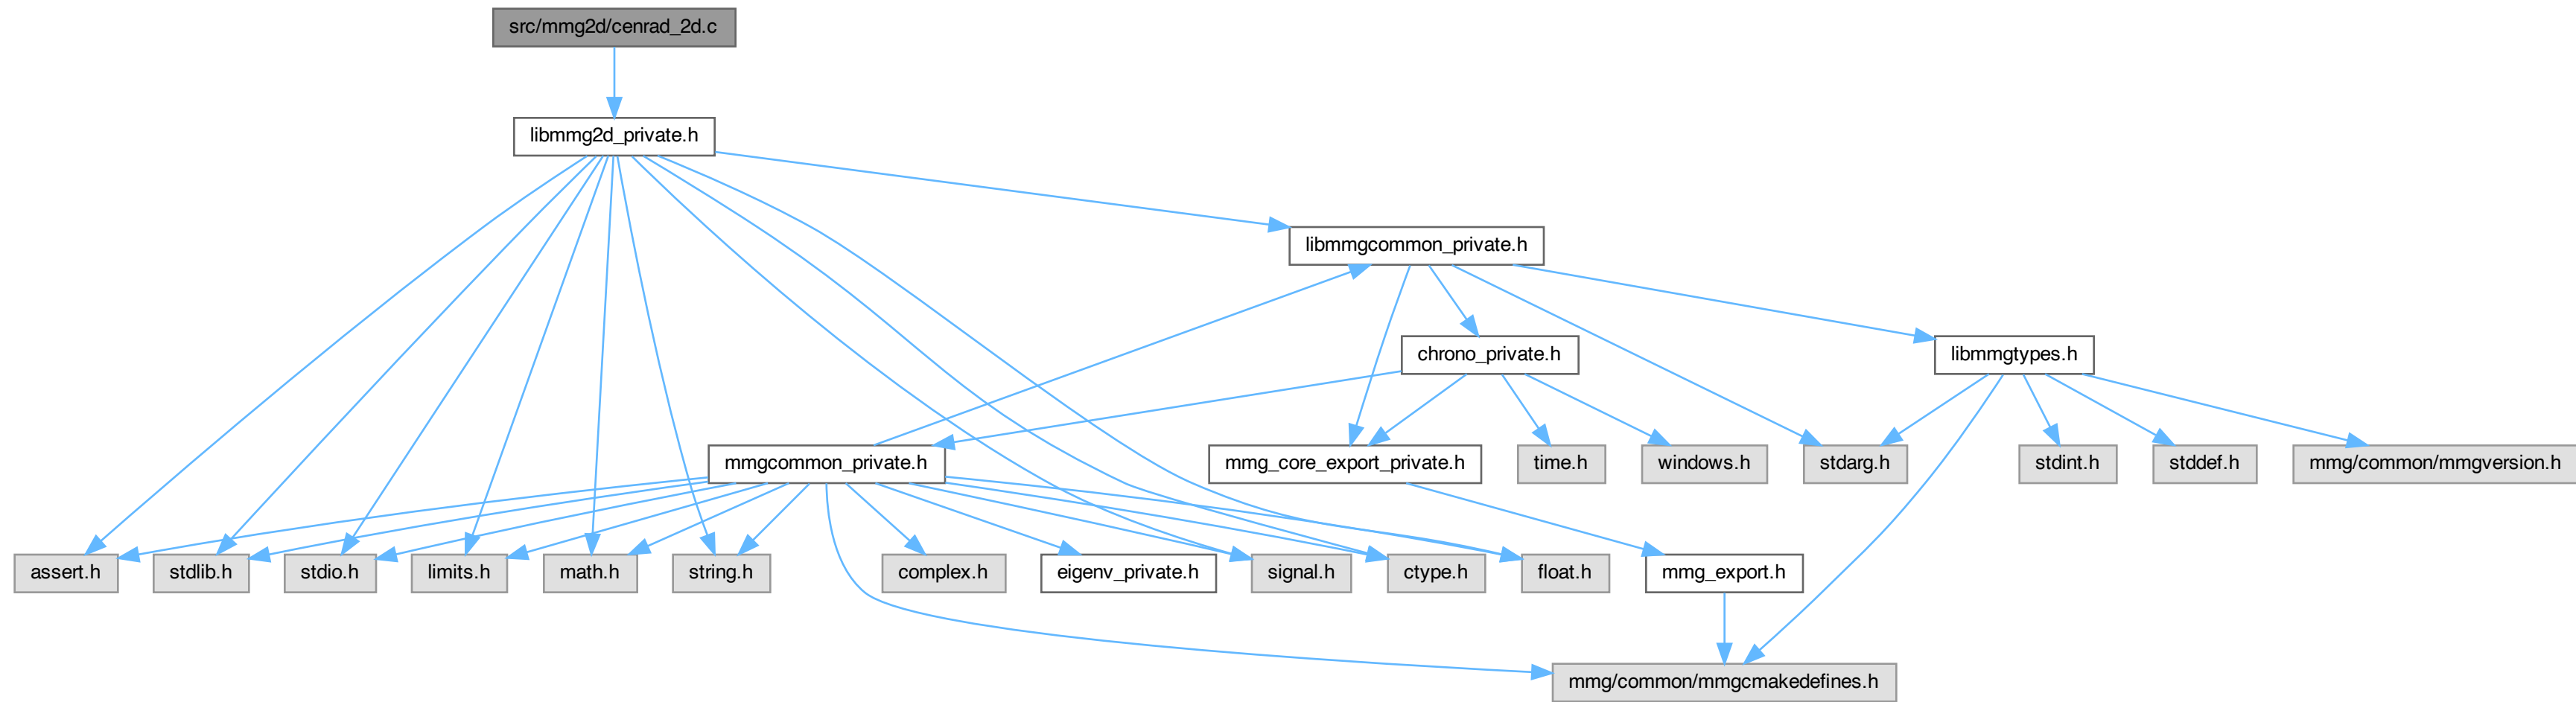 src/mmg2d/cenrad_2d.c
libmmg2d_private.h
libmmgcommon_private.h
chrono_private.h
libmmgtypes.h
mmgcommon_private.h
mmg_core_export_private.h
time.h
windows.h
stdarg.h
stdint.h
stddef.h
mmg/common/mmgversion.h
assert.h
stdlib.h
stdio.h
limits.h
math.h
string.h
complex.h
eigenv_private.h
signal.h
ctype.h
float.h
mmg_export.h
mmg/common/mmgcmakedefines.h